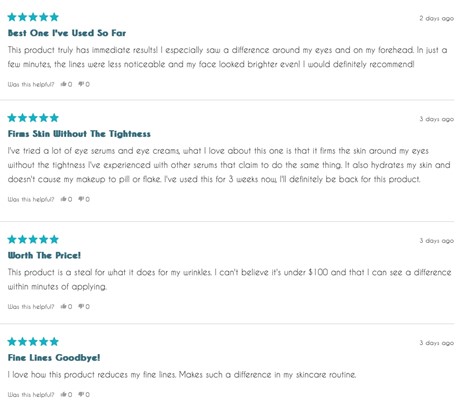 2 days ago
Best One I've Used So Far
This product truly has immediate results! I especially saw a difference around my eyes and on my forehead. In just a
few minutes, the lines were less noticeable and my face looked brighter even! I would definitely recommend!
Was this helpful? 0 0
3 days ago
Firms Skin Without The Tightness
I've tried a lot of eye serums and eye creams, what I love about this one is that it firms the skin around my eyes
without the tightness I've experienced with other serums that claim to do the same thing. It also hydrates my skin and
doesn't cause my makeup to pill or flake. I've used this for 3 weeks now, I'll definitely be back for this product.
Was this helpful? 0 0
3 days ago
Worth The Price!
This product is a steal for what it does for my wrinkles, I can't believe it's under $100 and that I can see a difference
within minutes of applying.
Was this helpful? 0 0
3 days ago
Fine Lines Goodbye!
I love how this product reduces my fine lines. Makes such a difference in my skincare routine.
Was this helpful? 0 0